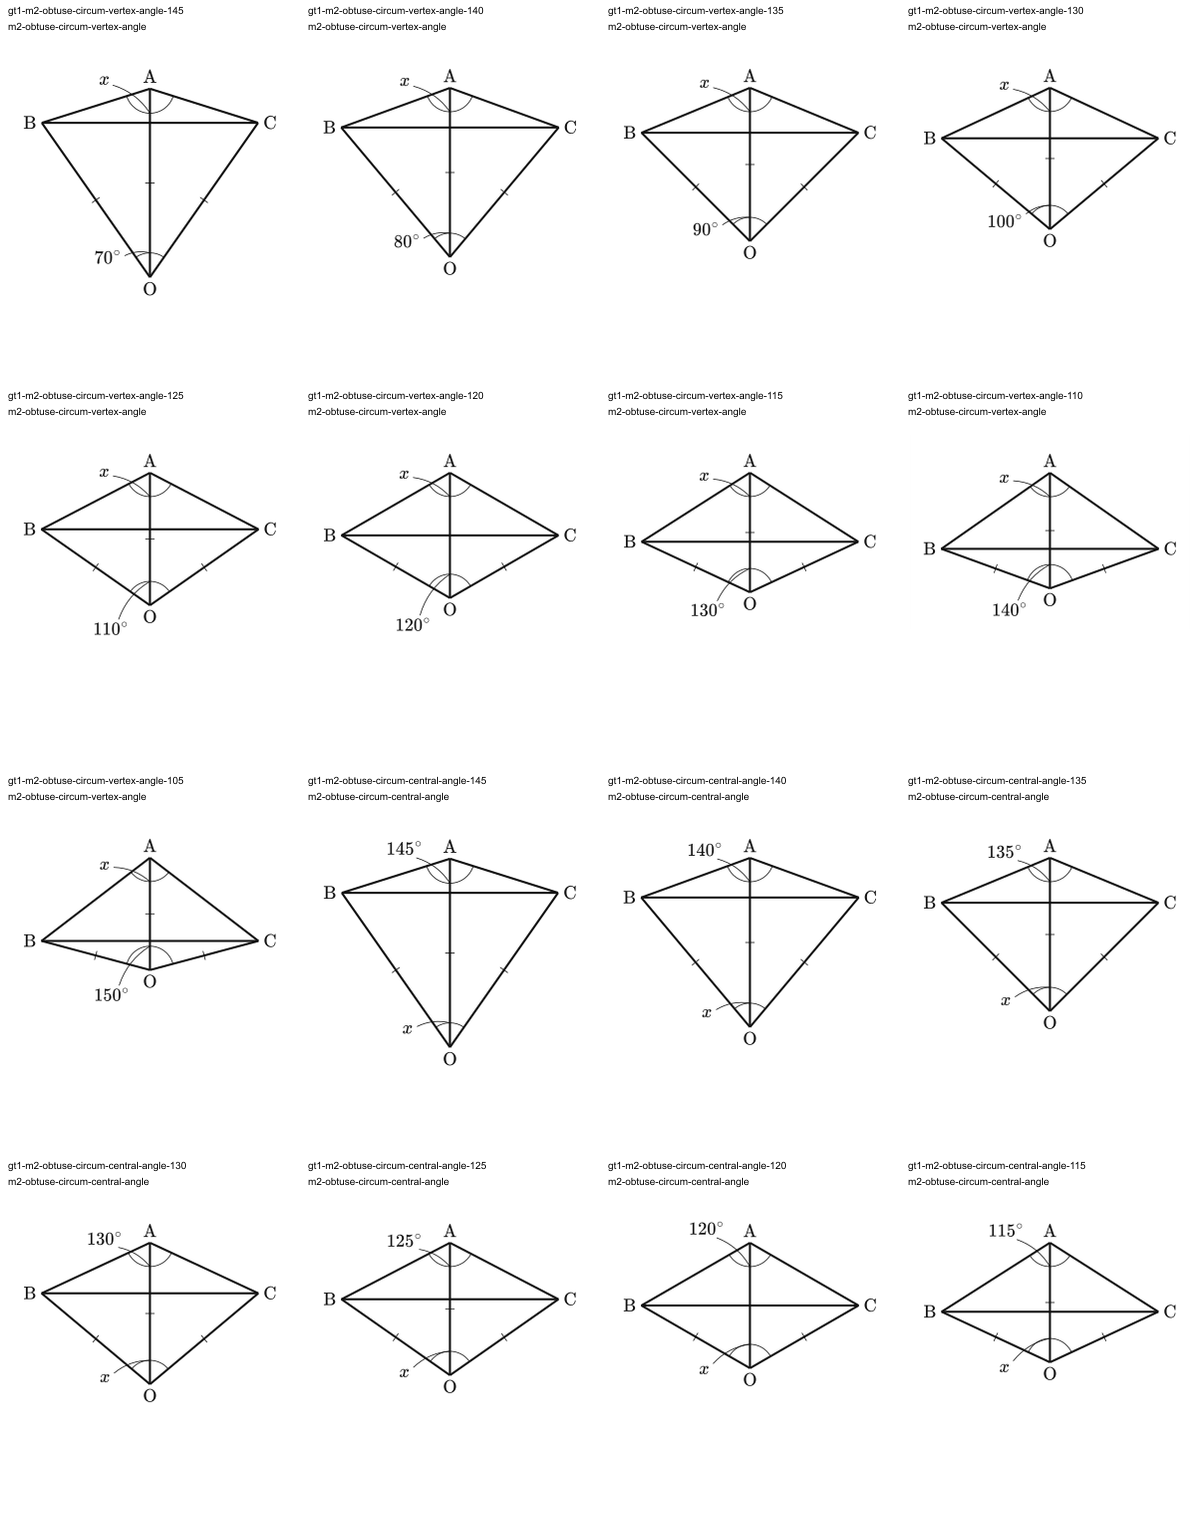 gt1-m2-obtuse-circum-vertex-angle-145
m2-obtuse-circum-vertex-angle
x
A
B
C
70°
O
gt1-m2-obtuse-circum-vertex-angle-140
m2-obtuse-circum-vertex-angle
x
A
B
C
80°
O
gt1-m2-obtuse-circum-vertex-angle-135
m2-obtuse-circum-vertex-angle
x
A
B
C
90°
O
gt1-m2-obtuse-circum-vertex-angle-130
m2-obtuse-circum-vertex-angle
x
A
B
C
100°
O
gt1-m2-obtuse-circum-vertex-angle-125
m2-obtuse-circum-vertex-angle
x
A
B
C
110°
O
gt1-m2-obtuse-circum-vertex-angle-120
m2-obtuse-circum-vertex-angle
x
A
B
C
120°
O
gt1-m2-obtuse-circum-vertex-angle-115
m2-obtuse-circum-vertex-angle
x
A
B
C
130°
O
gt1-m2-obtuse-circum-vertex-angle-110
m2-obtuse-circum-vertex-angle
x
A
B
C
140°
O
gt1-m2-obtuse-circum-vertex-angle-105
m2-obtuse-circum-vertex-angle
x
A
B
C
150°
O
gt1-m2-obtuse-circum-central-angle-145
m2-obtuse-circum-central-angle
145°
A
B
C
x
O
gt1-m2-obtuse-circum-central-angle-140
m2-obtuse-circum-central-angle
140°
A
B
C
x
O
gt1-m2-obtuse-circum-central-angle-135
m2-obtuse-circum-central-angle
135°
A
B
C
x
O
gt1-m2-obtuse-circum-central-angle-130
m2-obtuse-circum-central-angle
130°
A
B
C
x
O
gt1-m2-obtuse-circum-central-angle-125
m2-obtuse-circum-central-angle
125°
A
B
C
x
O
gt1-m2-obtuse-circum-central-angle-120
m2-obtuse-circum-central-angle
120°
A
B
C
x
O
gt1-m2-obtuse-circum-central-angle-115
m2-obtuse-circum-central-angle
115°
A
B
C
x
O